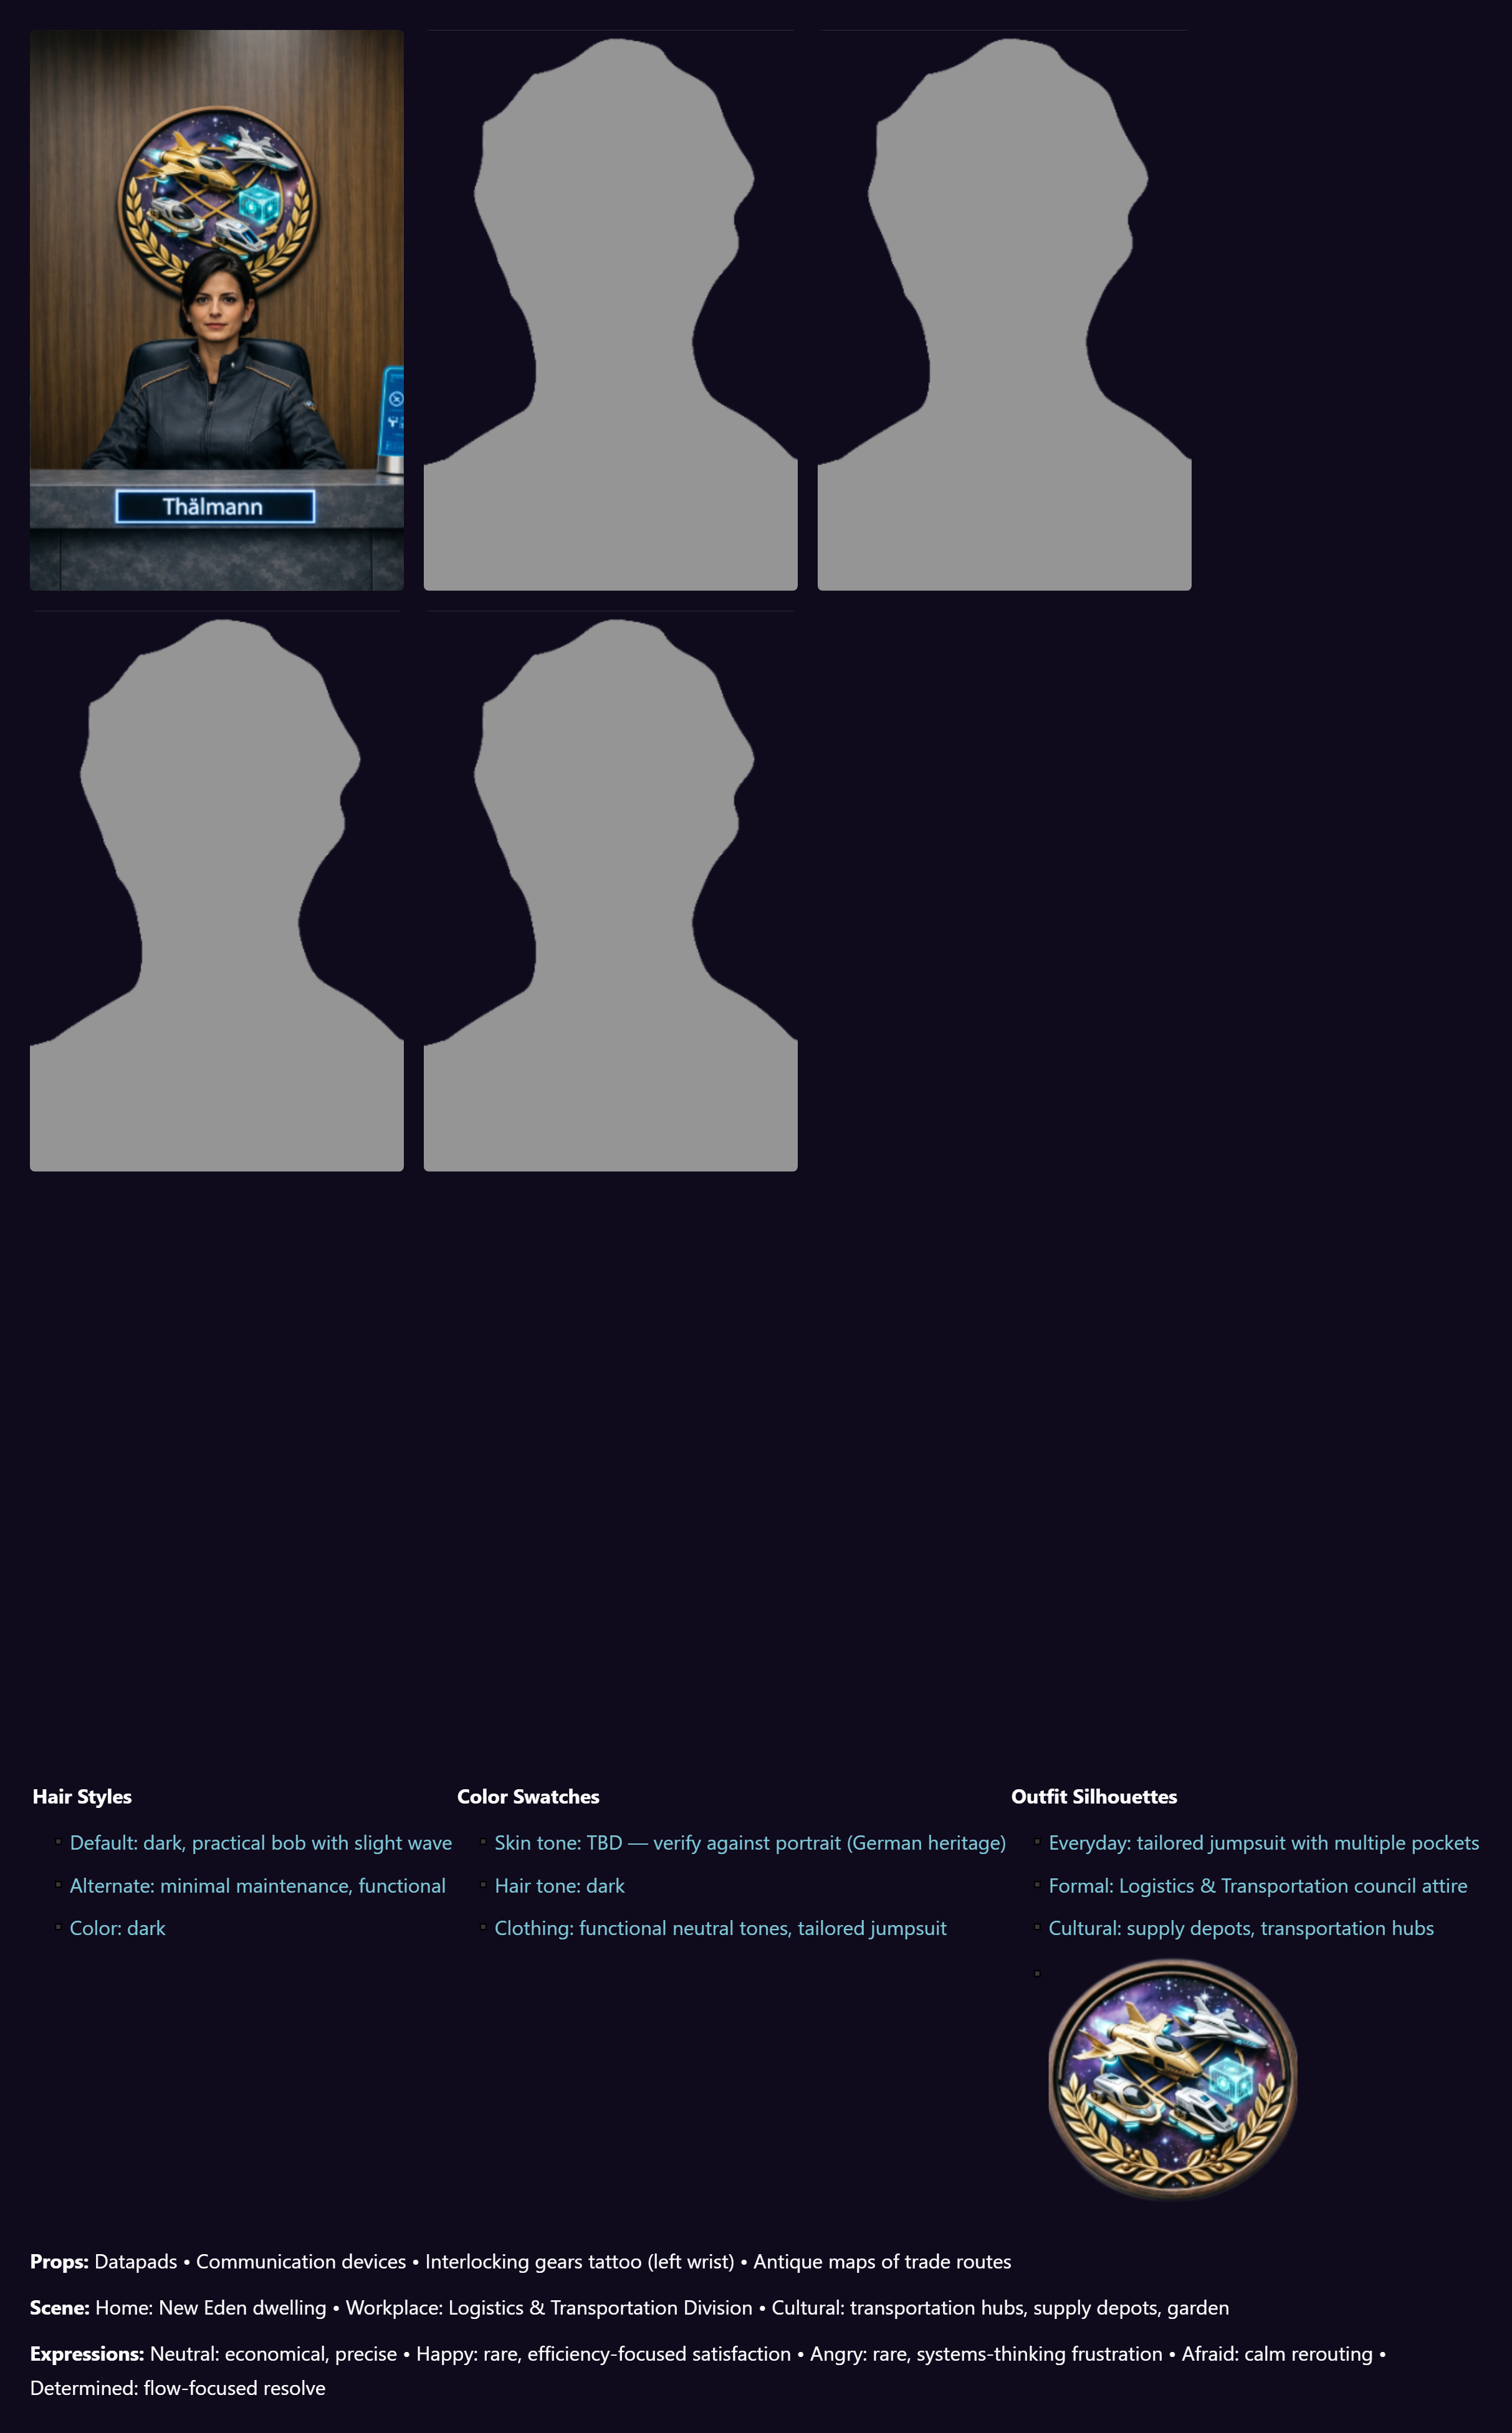 Thälmann
Hair Styles
Default: dark, practical bob with slight wave
Alternate: minimal maintenance, functional
Color: dark
Color Swatches
Skin tone: TBD — verify against portrait (German heritage)
Hair tone: dark
Clothing: functional neutral tones, tailored jumpsuit
Outfit Silhouettes
Everyday: tailored jumpsuit with multiple pockets
Formal: Logistics & Transportation council attire
Cultural: supply depots, transportation hubs
Props: Datapads • Communication devices • Interlocking gears tattoo (left wrist) • Antique maps of trade routes
Scene: Home: New Eden dwelling • Workplace: Logistics & Transportation Division • Cultural: transportation hubs, supply depots, garden
Expressions: Neutral: economical, precise • Happy: rare, efficiency-focused satisfaction • Angry: rare, systems-thinking frustration • Afraid: calm rerouting •
Determined: flow-focused resolve